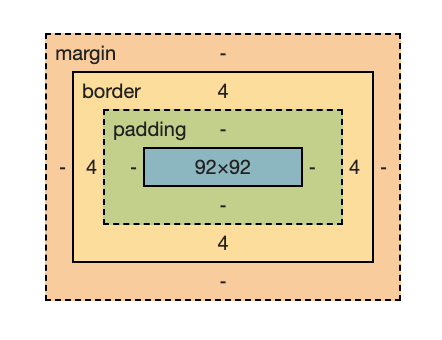 margin -
border 4
padding -
- 4 - 92×92 - 4 -
-
4
-